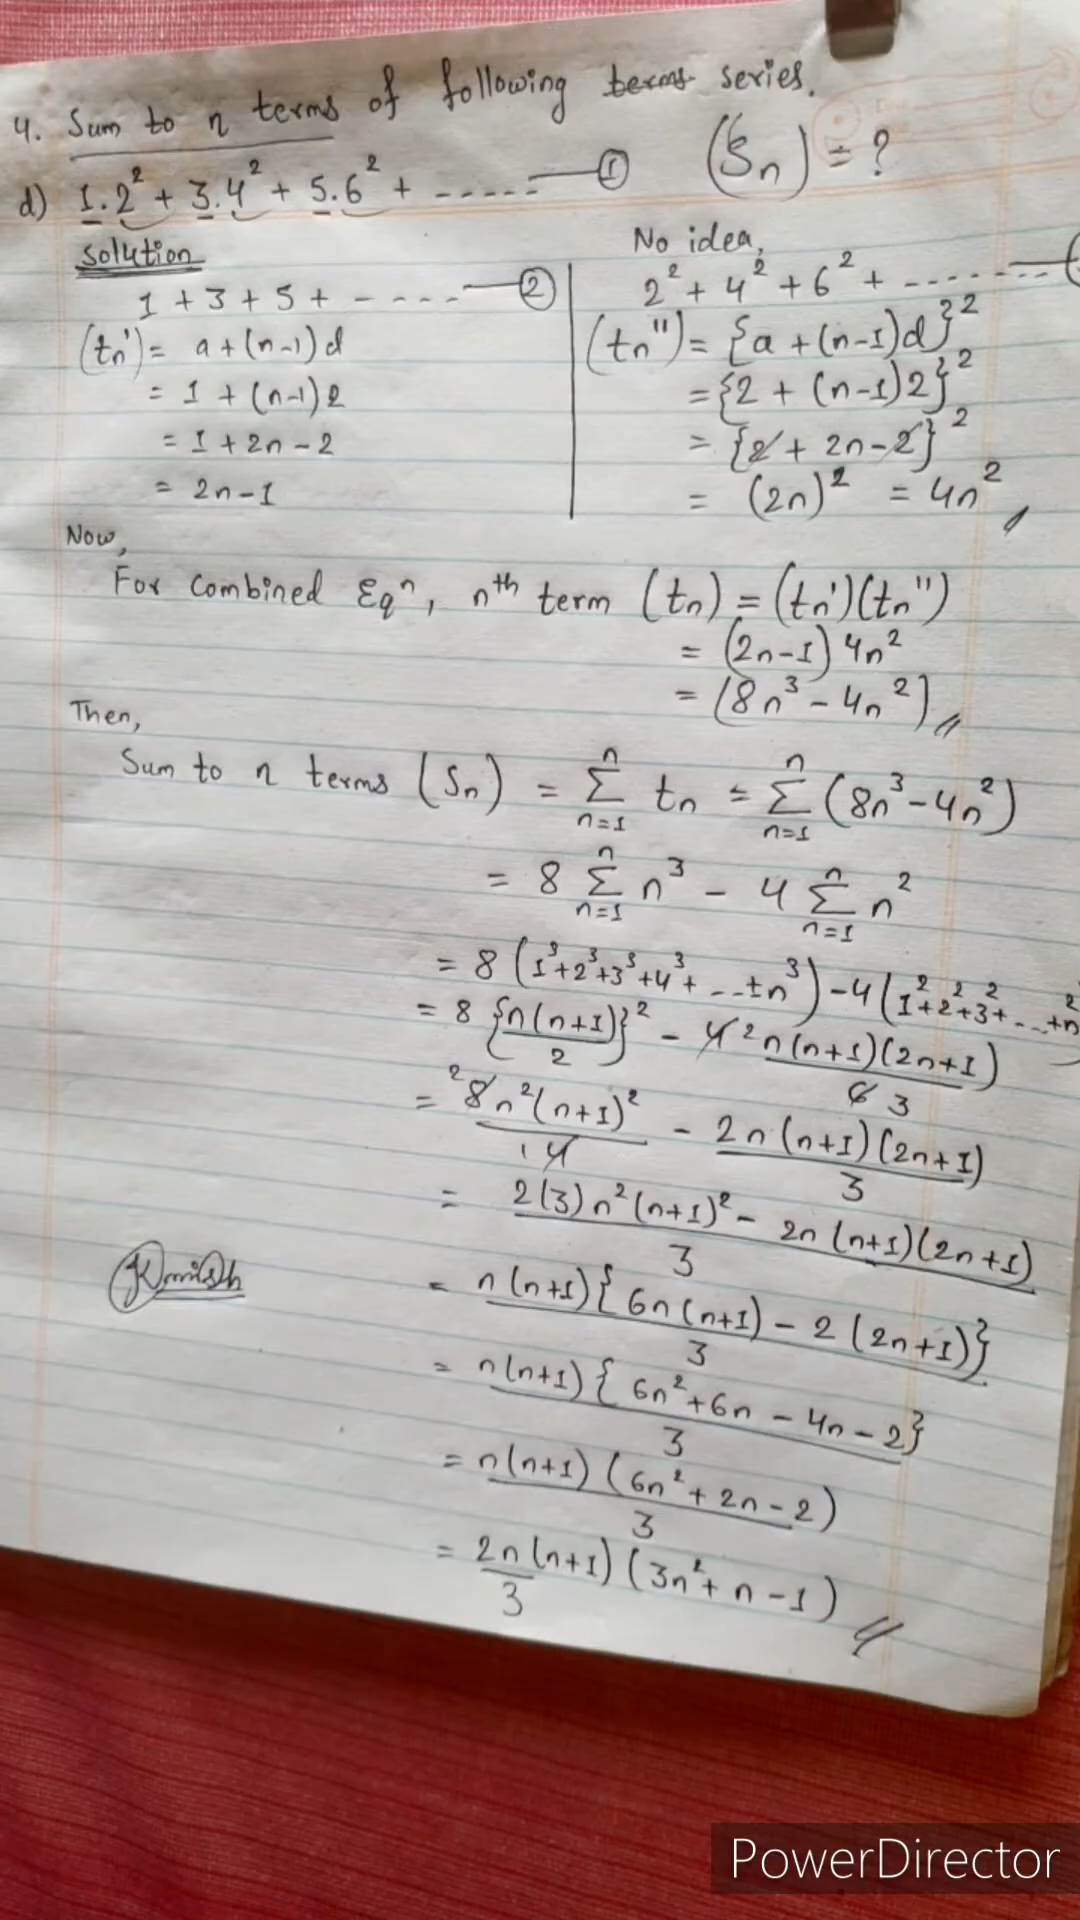 4. Sum to n terms of following terms series.
d) 1.2² + 3.4² + 5.6² + ------ ① (Sn) = ?
Solution
1 + 3 + 5 + ----- ②
(tn') = a + (n-1) d
= 1 + (n-1) 2
= 1 + 2n - 2
= 2n - 1
No idea,
2² + 4² + 6² + -------
(tn'') = {a + (n-1)d}²
= {2 + (n-1)2}²
= {2 + 2n - 2}²
= (2n)² = 4n²
Now,
For combined Eqⁿ, nth term (tn) = (tn')(tn'')
= (2n-1) 4n²
= (8n³ - 4n²)
Then,
Sum to n terms (Sn) = n Σ n=1 tn = n Σ n=1 (8n³ - 4n²)
= 8 n Σ n=1 n³ - 4 n Σ n=1 n²
= 8 (1³+2³+3³+4³+ --+n³) - 4 (1²+2²+3²+--+n²
= 8 {n(n+1)/2}² - 4 2 n(n+1)(2n+1)/6 3
= 2 8n²(n+1)²/1 4 - 2n(n+1)(2n+1)/3
= 2(3)n²(n+1)² - 2n(n+1)(2n+1)/3
= n(n+1){6n(n+1) - 2(2n+1)}/3
= n(n+1){6n²+6n - 4n - 2}/3
= n(n+1)(6n²+2n-2)/3
= 2n/3 (n+1)(3n²+n-1)
PowerDirector